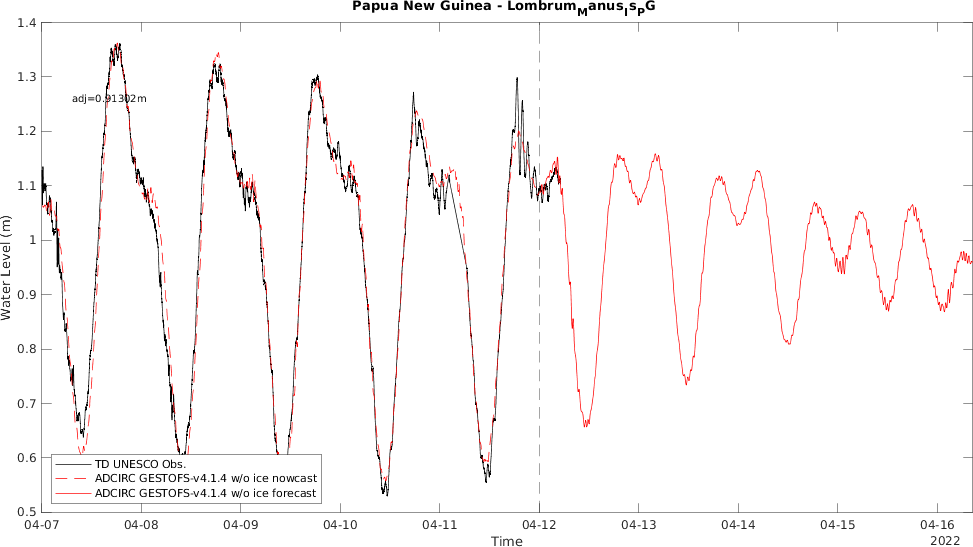 Papua New Guinea - LombrumManusIsPG
1.4
1.3
1.2
1.1
1
0.9
0.8
0.7
0.6
0.5
Water Level (m)
adj=0.91302m
TD UNESCO Obs.
ADCIRC GESTOFS-v4.1.4 w/o ice nowcast
ADCIRC GESTOFS-v4.1.4 w/o ice forecast
04-07 04-08 04-09 04-10 04-11 04-12 04-13 04-14 04-15 04-16
Time
2022